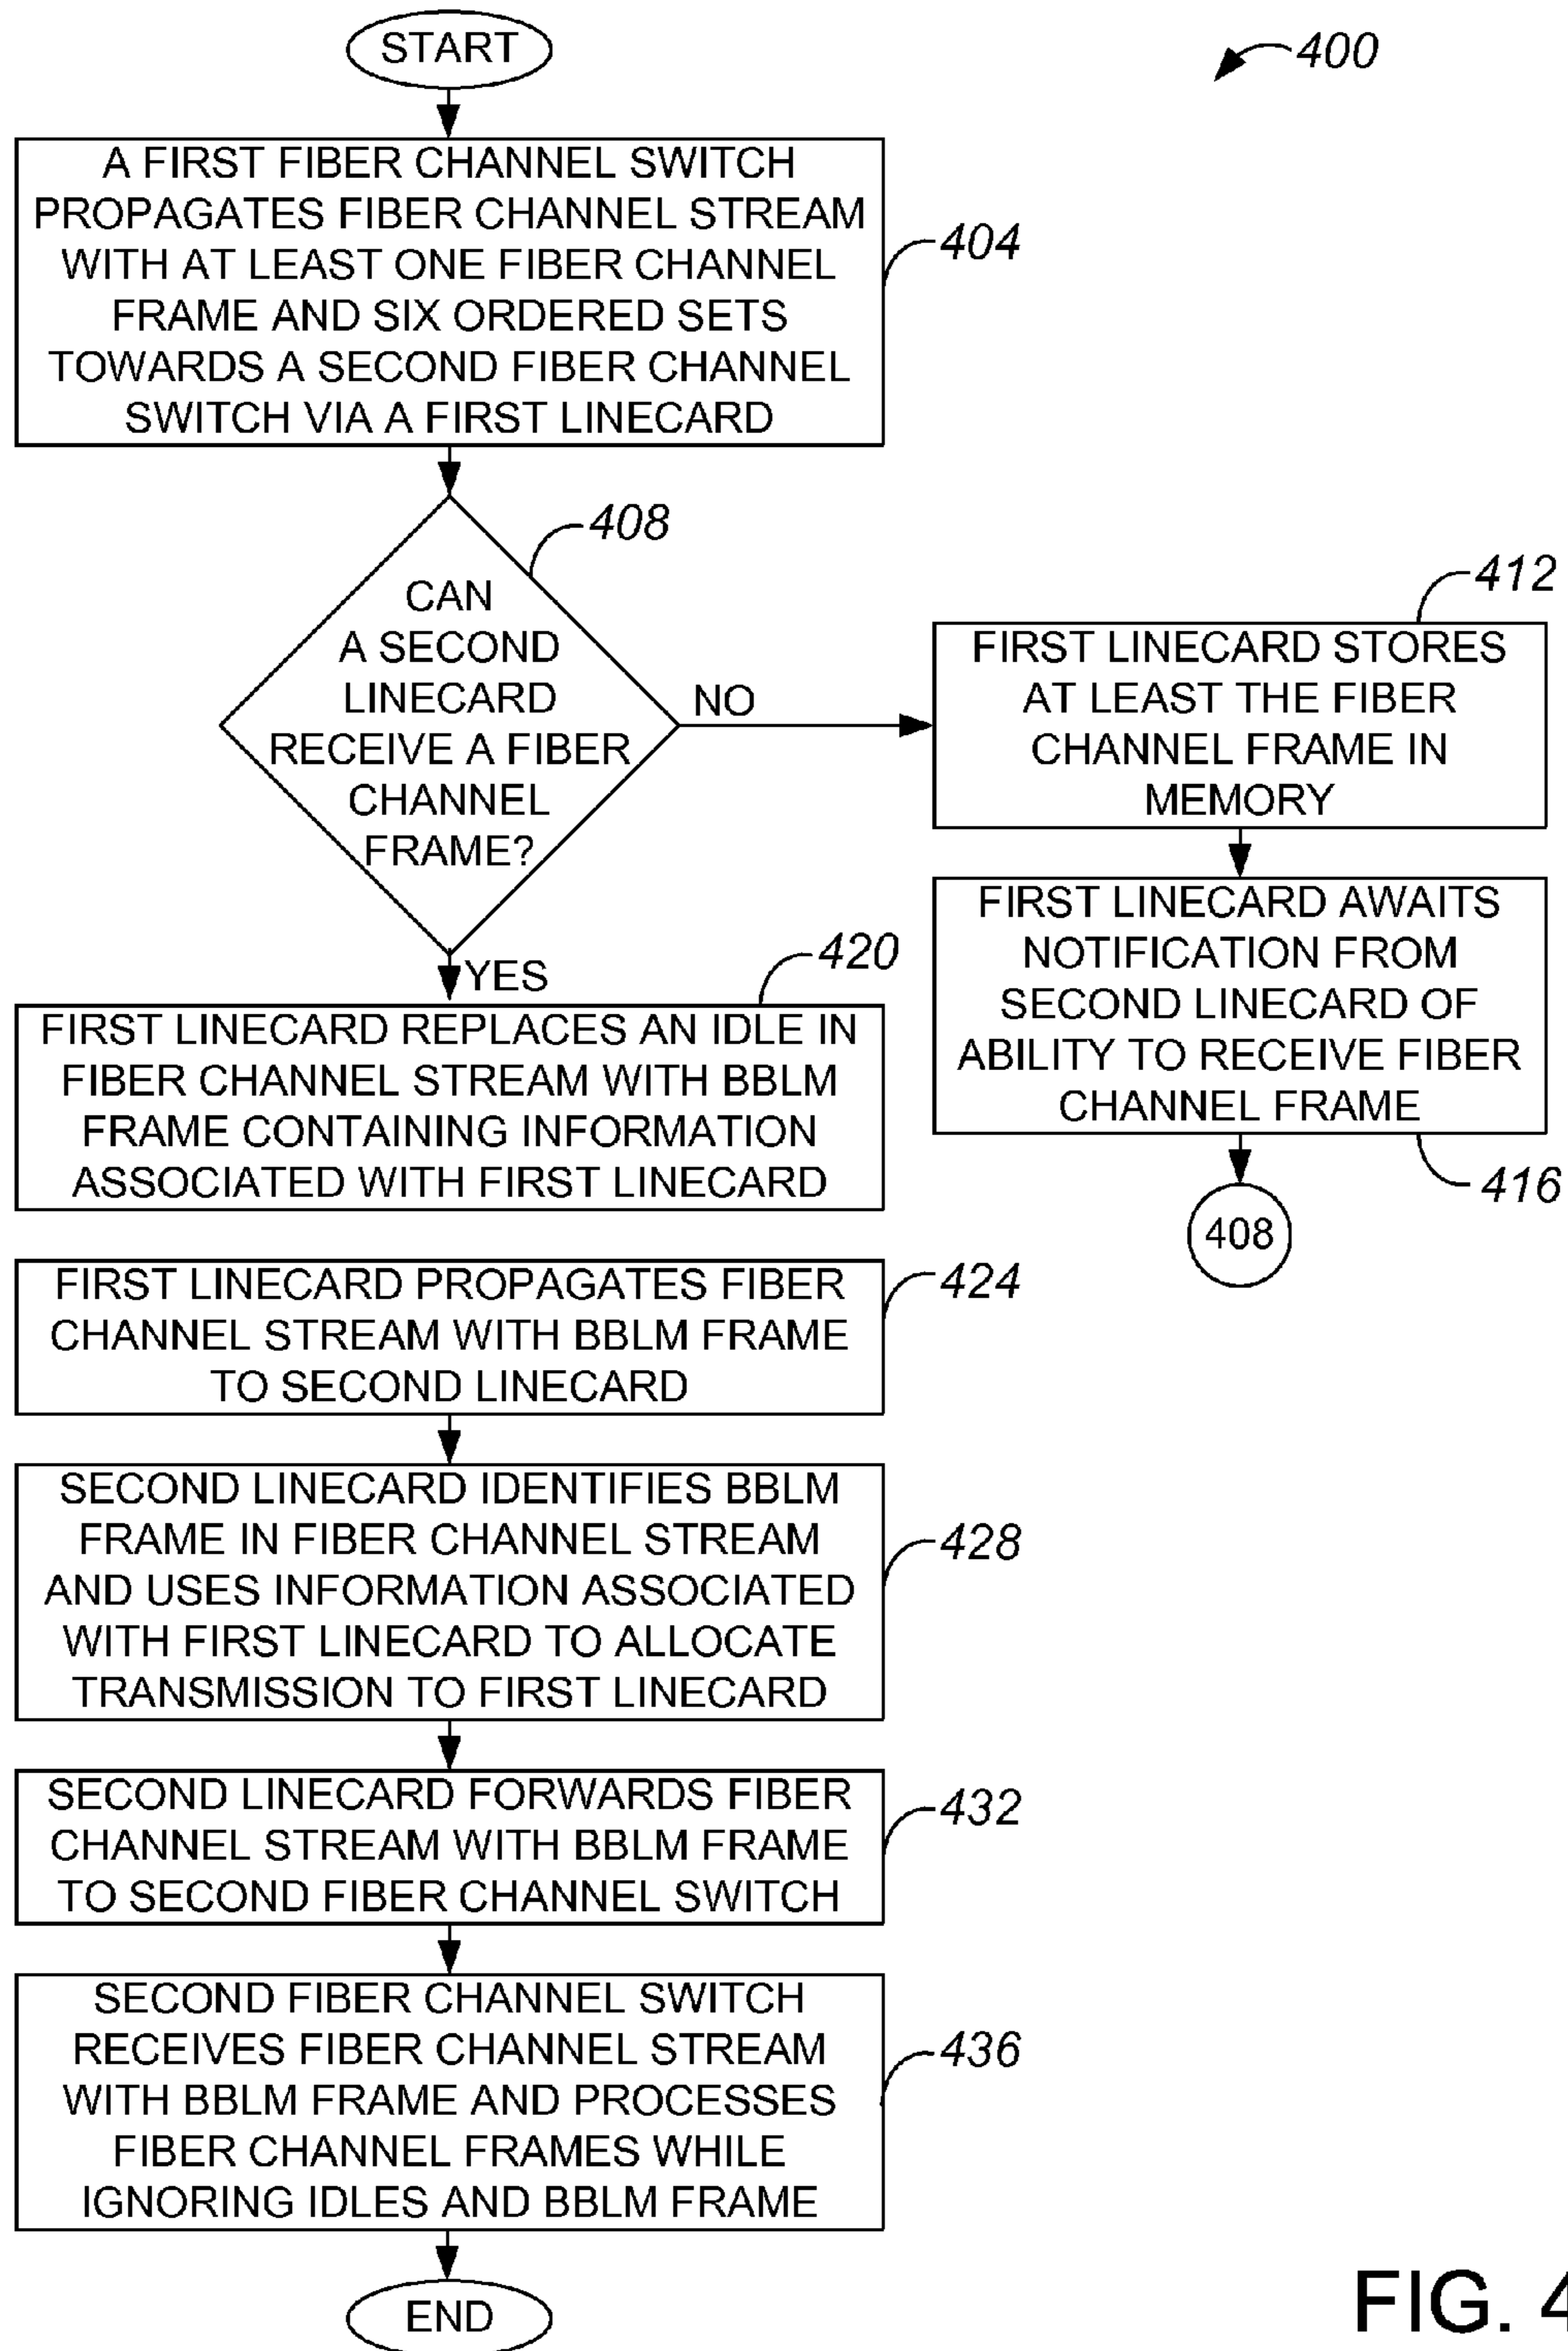 START
400
A FIRST FIBER CHANNEL SWITCH
PROPAGATES FIBER CHANNEL STREAM
WITH AT LEAST ONE FIBER CHANNEL
FRAME AND SIX ORDERED SETS
TOWARDS A SECOND FIBER CHANNEL
SWITCH VIA A FIRST LINECARD
404
408
CAN
A SECOND
LINECARD
RECEIVE A FIBER
CHANNEL
FRAME?
NO
412
FIRST LINECARD STORES
AT LEAST THE FIBER
CHANNEL FRAME IN
MEMORY
FIRST LINECARD AWAITS
NOTIFICATION FROM
SECOND LINECARD OF
ABILITY TO RECEIVE FIBER
CHANNEL FRAME
416
408
YES
420
FIRST LINECARD REPLACES AN IDLE IN
FIBER CHANNEL STREAM WITH BBLM
FRAME CONTAINING INFORMATION
ASSOCIATED WITH FIRST LINECARD
FIRST LINECARD PROPAGATES FIBER
CHANNEL STREAM WITH BBLM FRAME
TO SECOND LINECARD
424
SECOND LINECARD IDENTIFIES BBLM
FRAME IN FIBER CHANNEL STREAM
AND USES INFORMATION ASSOCIATED
WITH FIRST LINECARD TO ALLOCATE
TRANSMISSION TO FIRST LINECARD
428
SECOND LINECARD FORWARDS FIBER
CHANNEL STREAM WITH BBLM FRAME
TO SECOND FIBER CHANNEL SWITCH
432
SECOND FIBER CHANNEL SWITCH
RECEIVES FIBER CHANNEL STREAM
WITH BBLM FRAME AND PROCESSES
FIBER CHANNEL FRAMES WHILE
IGNORING IDLES AND BBLM FRAME
436
END
FIG. 4